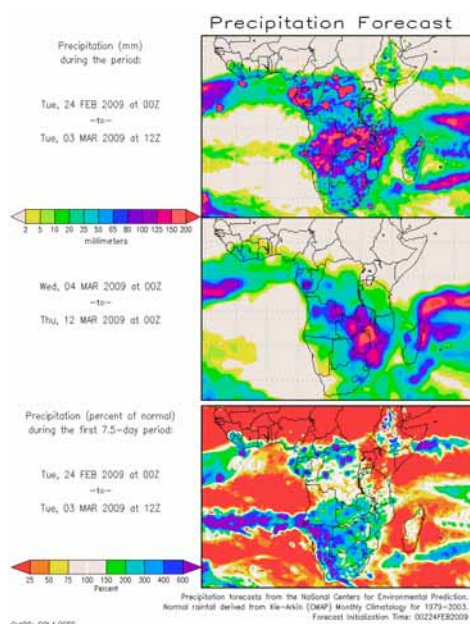 Precipitation Forecast
Precipitation (mm)
during the period:
Tue, 24 FEB 2009 at 00Z
—to—
Tue, 03 MAR 2009 at 12Z
2 5 10 20 25 50 65 80 100 125 150 200
millimeters
Wed, 04 MAR 2009 at 00Z
—to—
Thu, 12 MAR 2009 at 00Z
Precipitation (percent of normal)
during the first 7.5-day period:
Tue, 24 FEB 2009 at 00Z
—to—
Tue, 03 MAR 2009 at 12Z
25 50 75 100 150 200 300 400 600
Percent
Precipitation forecasts from the National Centers for Environmental Prediction.
Normal rainfall derived from Xie-Arkin (CMAP) Monthly Climatology for 1979-2003.
Forecast Initialization Time: 00Z24FEB2009